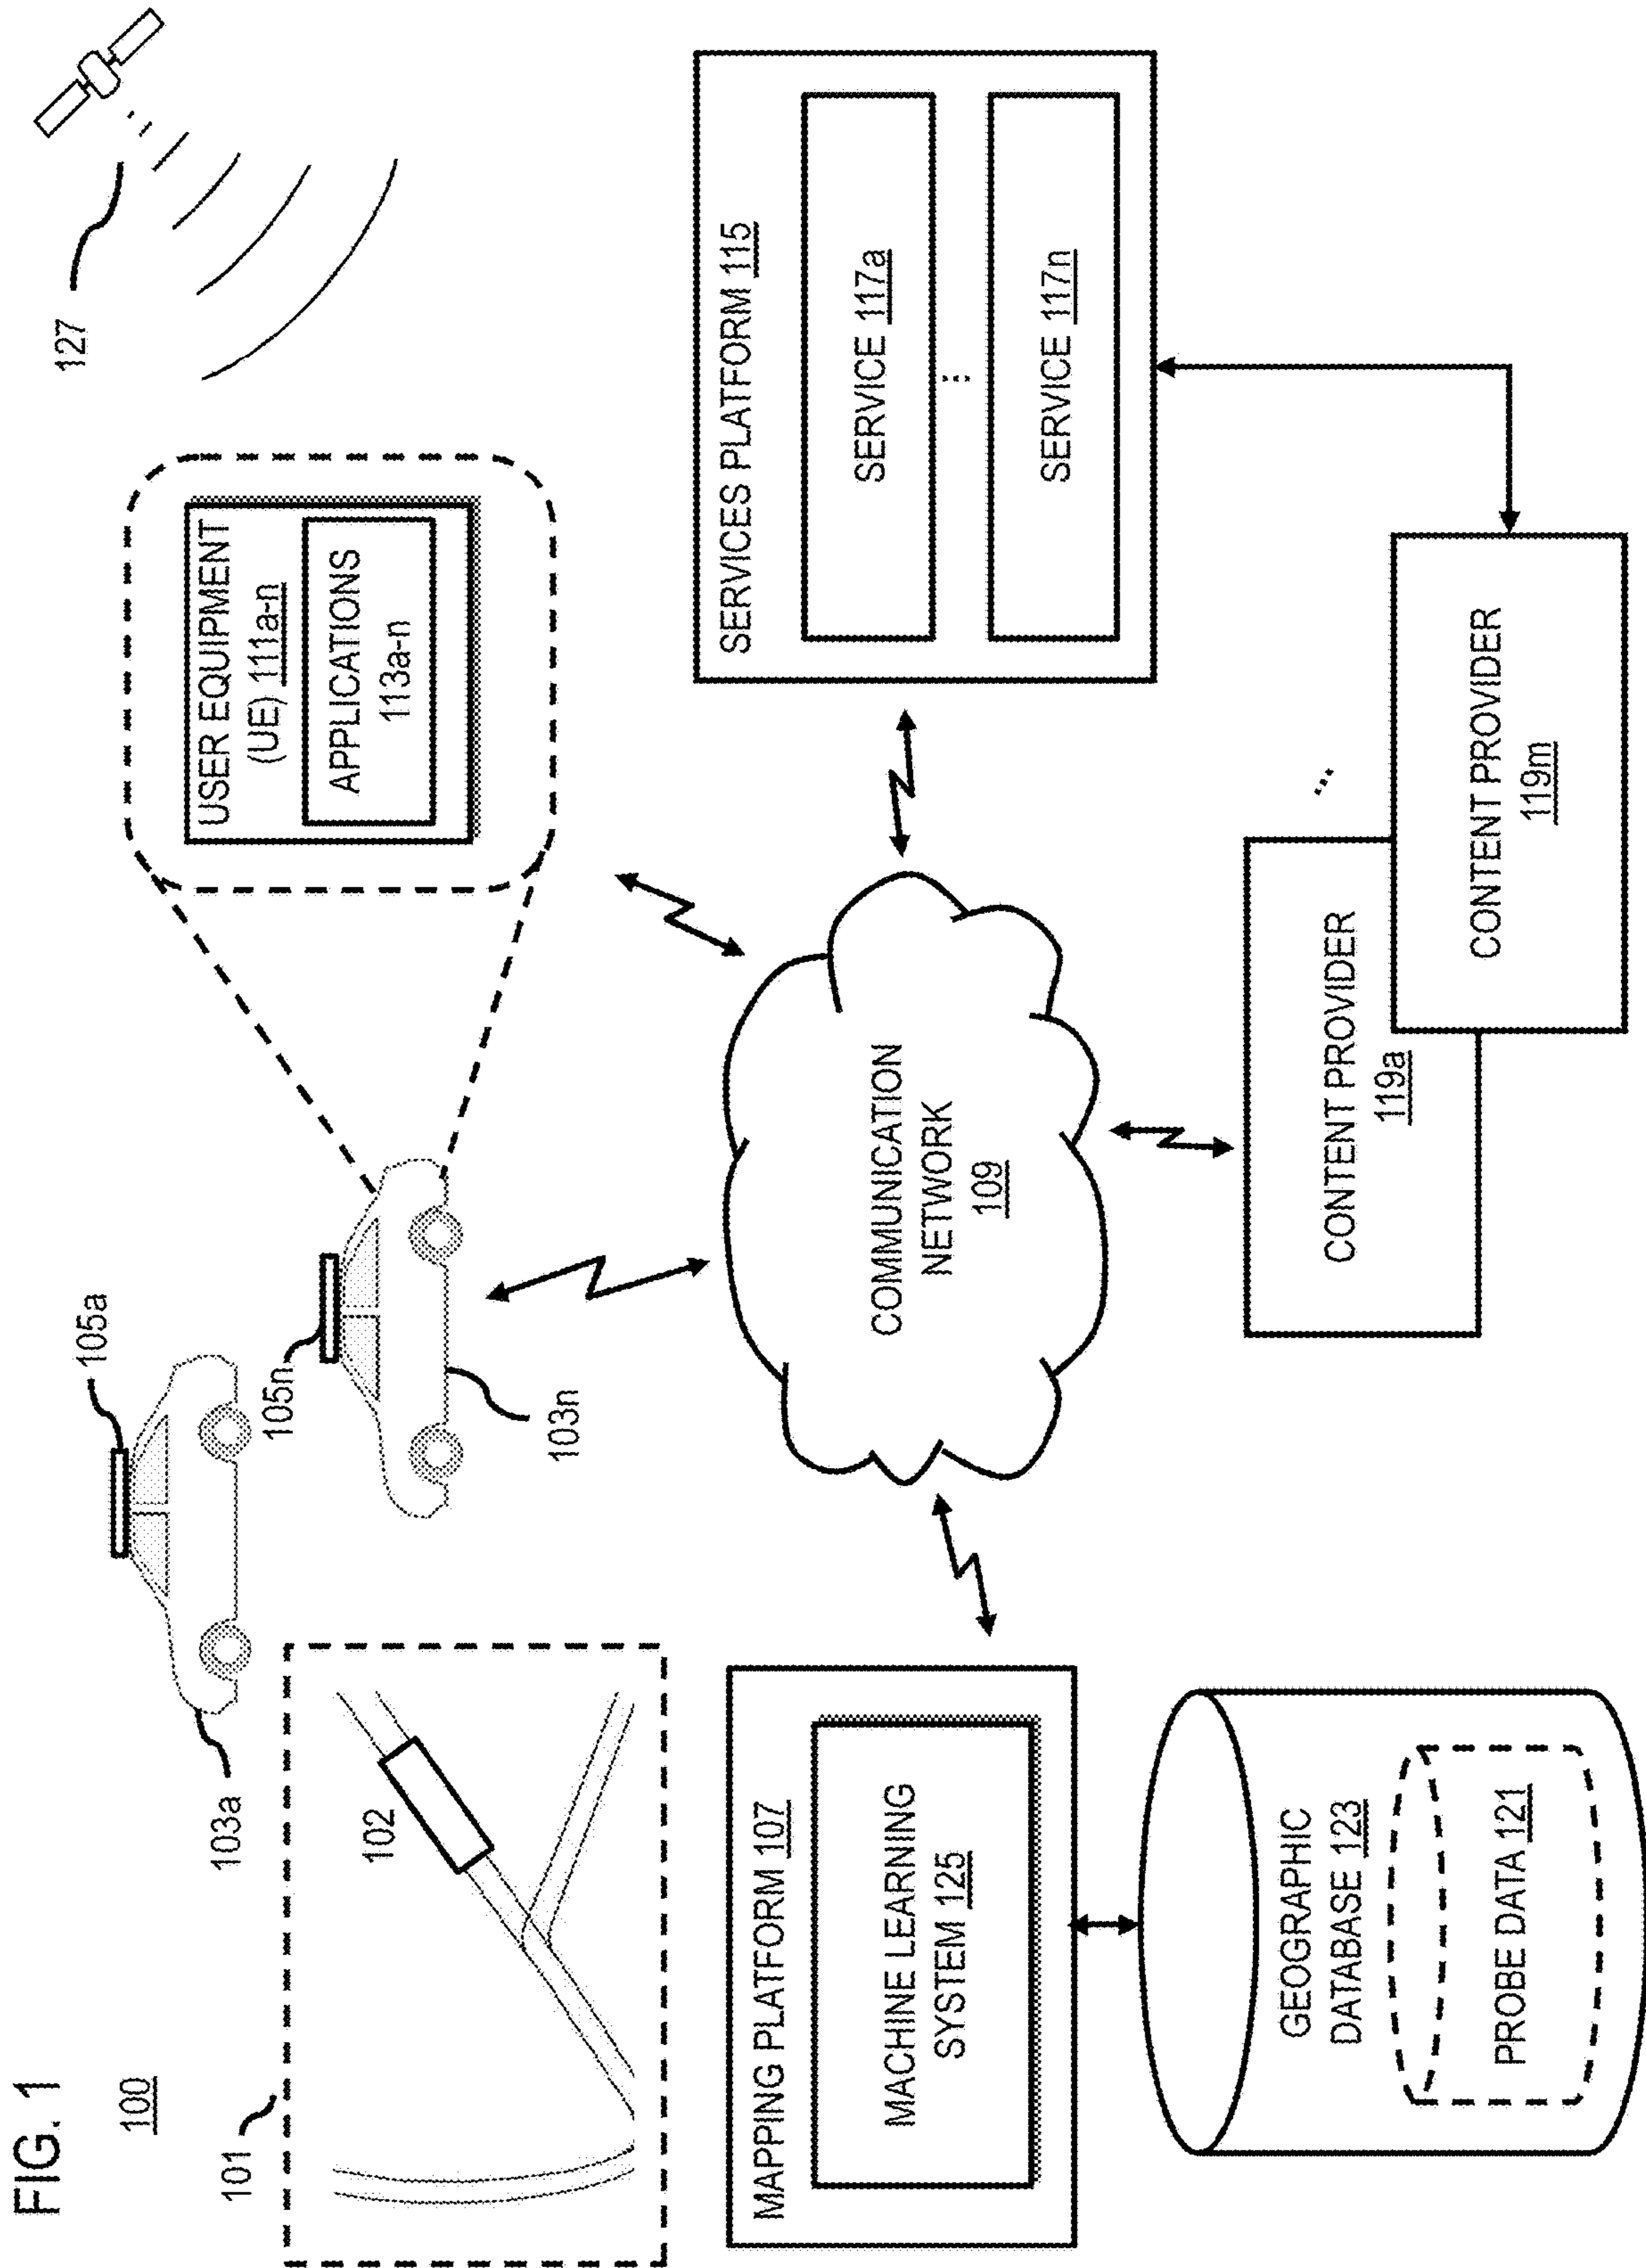 FIG. 1
100
101
102
103a
105a
105n
103n
127
USER EQUIPMENT
(UE) 111a-n
APPLICATIONS
113a-n
MAPPING PLATFORM 107
MACHINE LEARNING
SYSTEM 125
COMMUNICATION
NETWORK
109
SERVICES PLATFORM 115
SERVICE 117a
...
SERVICE 117n
GEOGRAPHIC
DATABASE 123
PROBE DATA 121
CONTENT PROVIDER
119a
...
CONTENT PROVIDER
119m